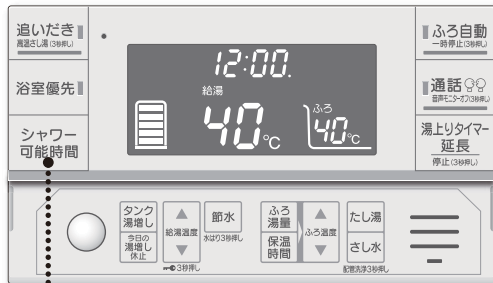 追いだき
高温さし湯(3秒押し)
浴室優先
シャワー
可能時間
12:00.
給湯
40℃
ふろ
40℃
ふろ自動
一時停止(3秒押し)
通話
音声モニターオフ(3秒押し)
湯上りタイマー
延長
停止(3秒押し)
タンク
湯増し
今日の
湯増し
休止
給湯温度
3秒押し
節水
水はり3秒押し
ふろ
湯量
保温
時間
ふろ温度
たし湯
さし水
配管洗浄3秒押し